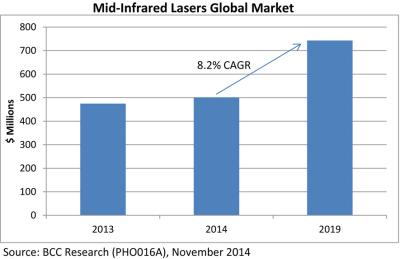 Mid-Infrared Lasers Global Market
800
700
600
500
400
300
200
100
0
$ Millions
8.2% CAGR
2013 2014 2019
Source: BCC Research (PHO016A), November 2014